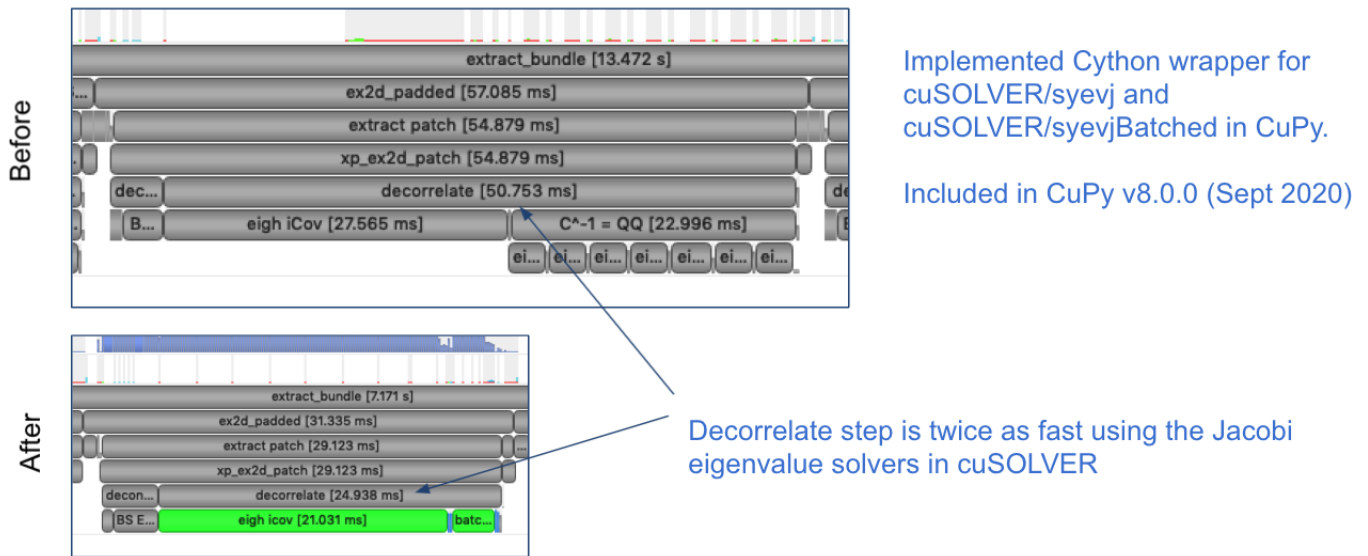 Before
extract_bundle [13.472 s]
ex2d_padded [57.085 ms]
extract patch [54.879 ms]
xp_ex2d_patch [54.879 ms]
dec... decorrelate [50.753 ms] de
B... eigh iCov [27.565 ms] C^-1 = QQ [22.996 ms]
ei... ei... ei... ei... ei... ei... ei...
Implemented Cython wrapper for
cuSOLVER/syevj and
cuSOLVER/syevjBatched in CuPy.
Included in CuPy v8.0.0 (Sept 2020)
After
extract_bundle [7.171 s]
ex2d_padded [31.335 ms]
extract patch [29.123 ms]
xp_ex2d_patch [29.123 ms]
decon... decorrelate [24.938 ms]
BS E... eigh icov [21.031 ms] batc...
Decorrelate step is twice as fast using the Jacobi
eigenvalue solvers in cuSOLVER